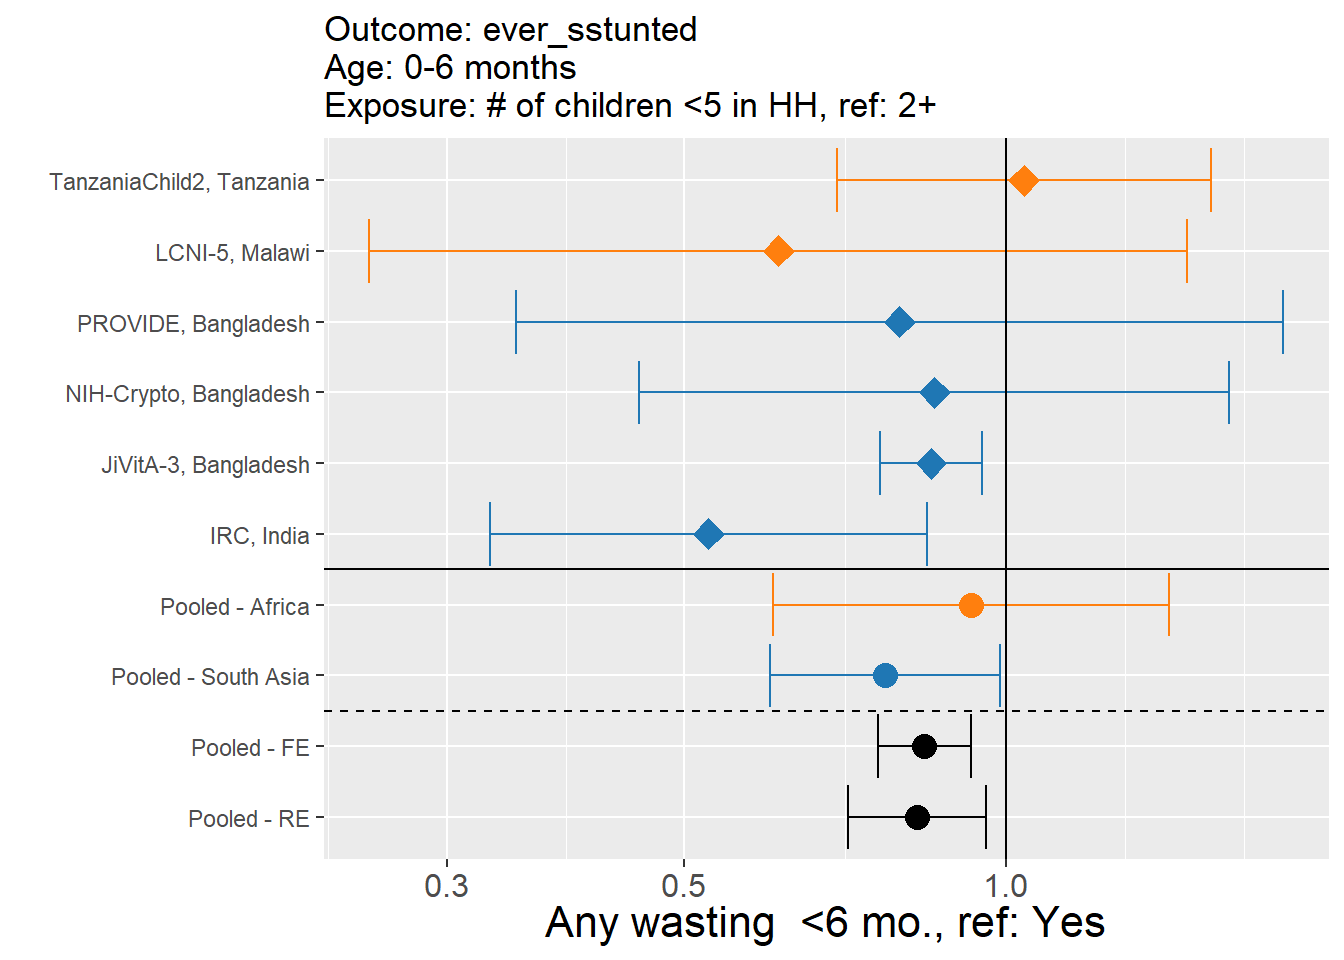 Outcome: ever_sstunted
Age: 0-6 months
Exposure: # of children <5 in HH, ref: 2+
TanzaniaChild2, Tanzania
LCNI-5, Malawi
PROVIDE, Bangladesh
NIH-Crypto, Bangladesh
JiVitA-3, Bangladesh
IRC, India
Pooled - Africa
Pooled - South Asia
Pooled - FE
Pooled - RE
0.3 0.5 1.0
Any wasting  <6 mo., ref: Yes